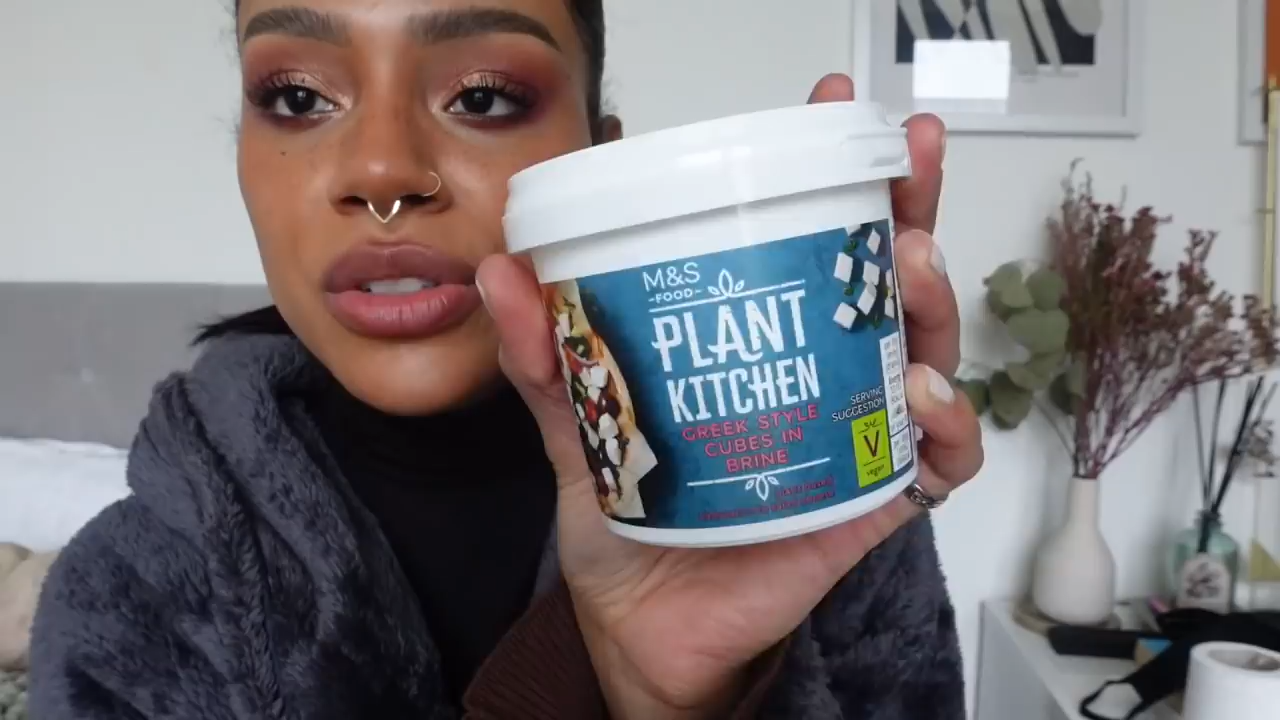 M&S
-FOOD-
PLANT
KITCHEN
GREEK STYLE
CUBES IN
BRINE
SERVING
SUGGESTION
V
vegan